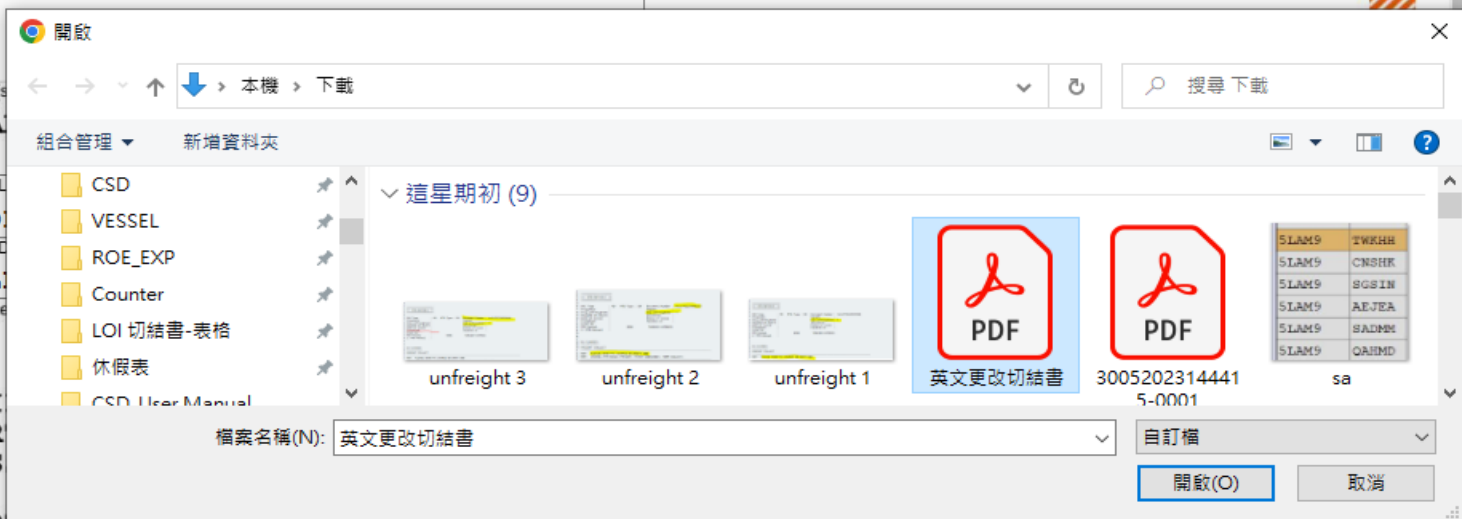 開啟
本機 › 下載
搜尋 下載
組合管理
新增資料夾
CSD
VESSEL
ROE_EXP
Counter
LOI 切結書-表格
休假表
CSD User Manual
這星期初 (9)
unfreight 3
unfreight 2
unfreight 1
PDF
英文更改切結書
PDF
3005202314441
5-0001
5LAM9 TWKHH
5LAM9 CNSHK
5LAM9 SGSIN
5LAM9 AEJEA
5LAM9 SADMM
5LAM9 QAHMD
sa
檔案名稱(N): 英文更改切結書
自訂檔
開啟(O)
取消